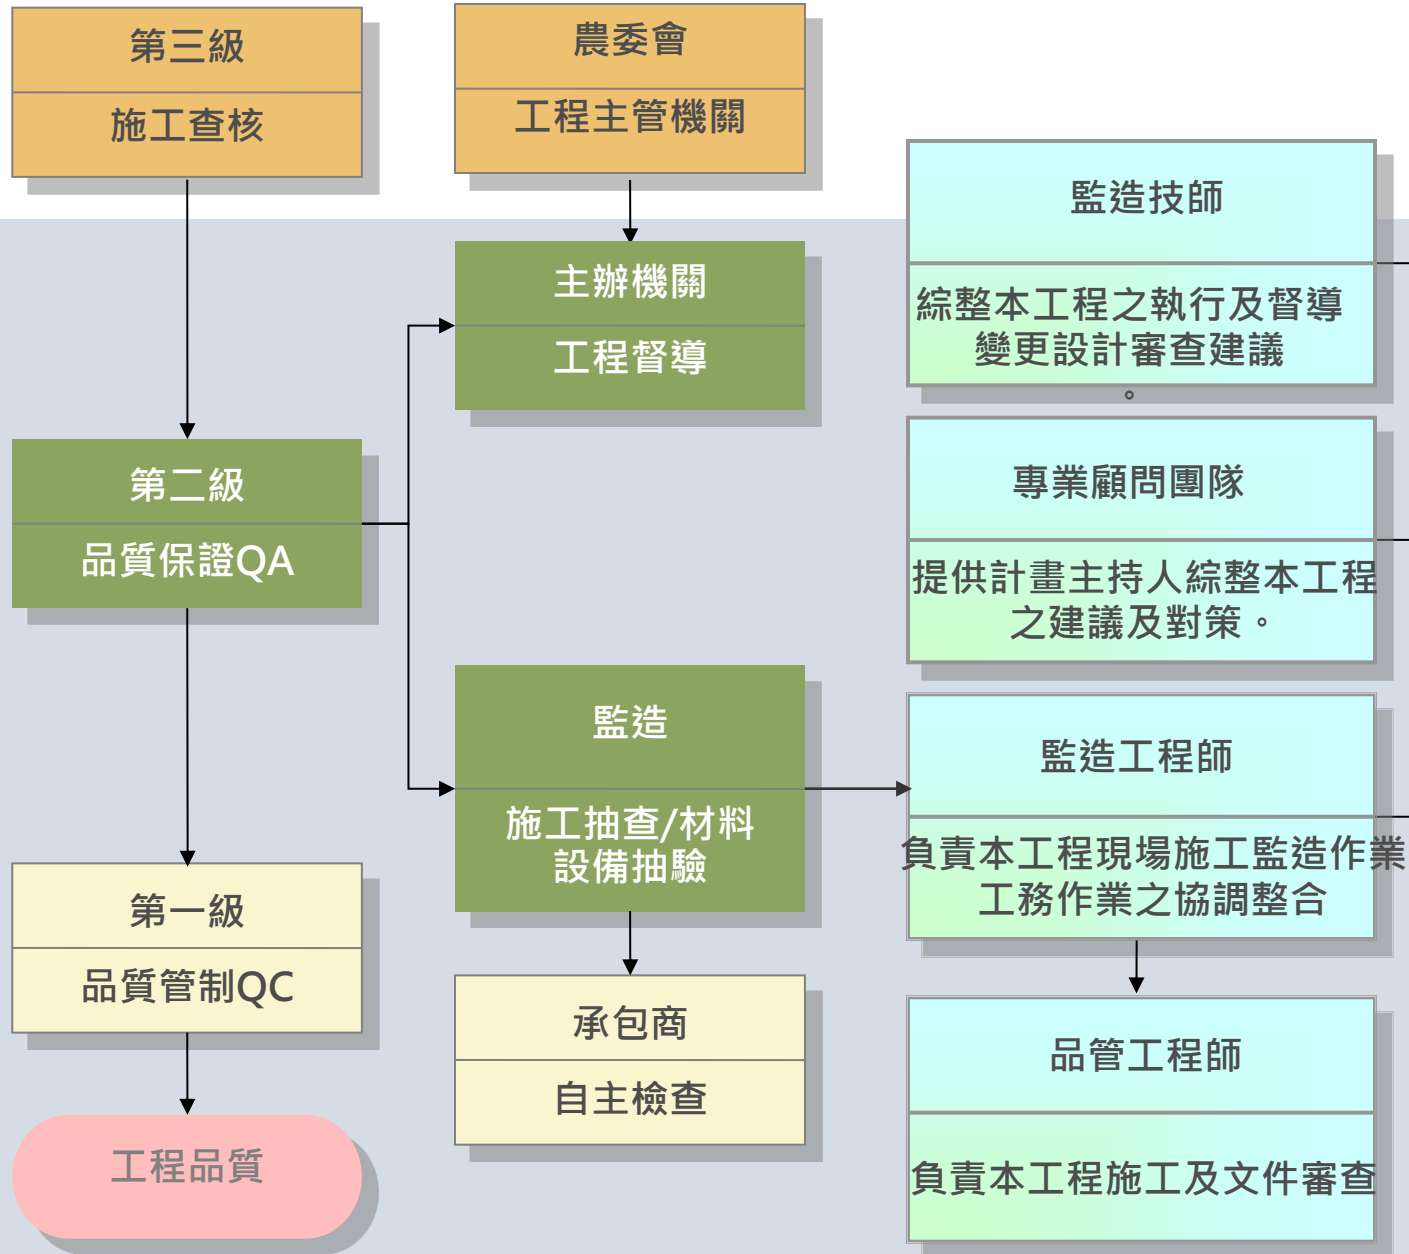 第三級
施工查核
農委會
工程主管機關
主辦機關
工程督導
第二級
品質保證QA
監造
施工抽查/材料
設備抽驗
第一級
品質管制QC
承包商
自主檢查
工程品質
監造技師
綜整本工程之執行及督導
變更設計審查建議
。
專業顧問團隊
提供計畫主持人綜整本工程
之建議及對策。
監造工程師
負責本工程現場施工監造作業
工務作業之協調整合
品管工程師
負責本工程施工及文件審查